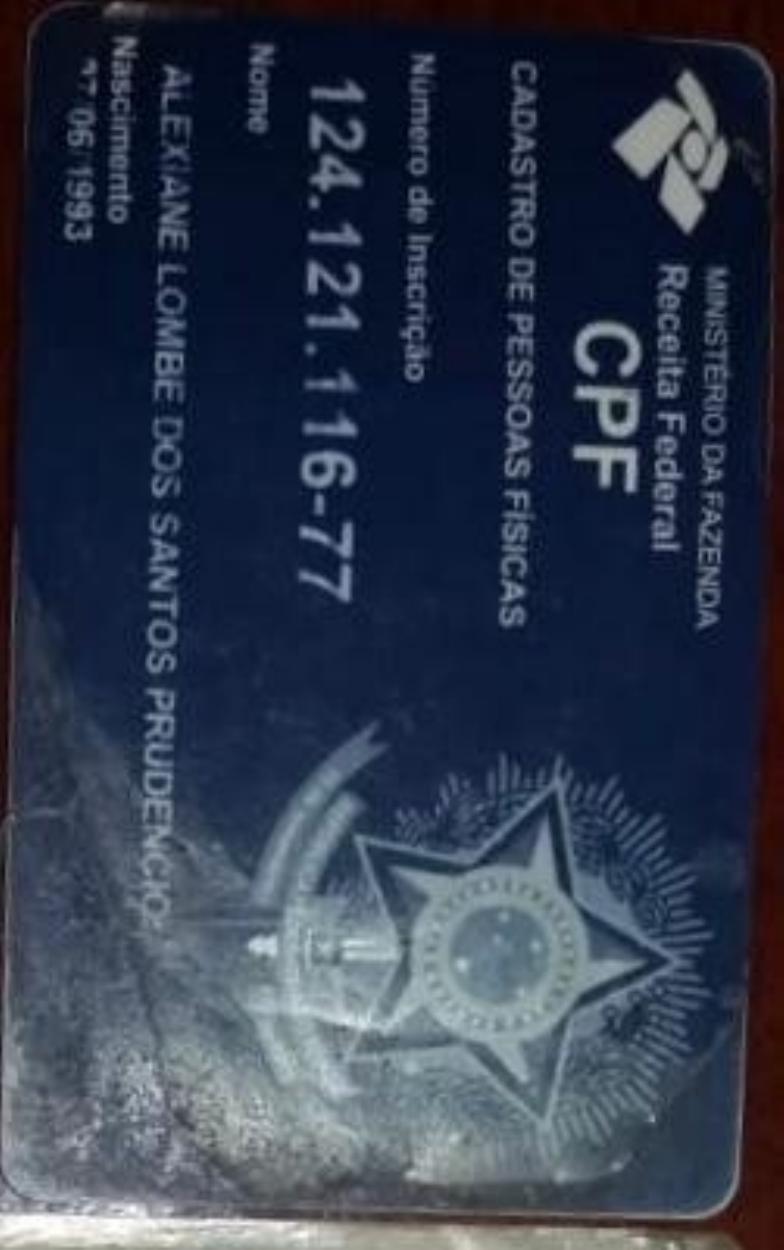 MINISTÉRIO DA FAZENDA
Receita Federal
CPF
CADASTRO DE PESSOAS FÍSICAS
Número de Inscrição
124.121.116-77
Nome
ALEXIANE LOMBE DOS SANTOS PRUDENCIO
Nascimento
06/1993